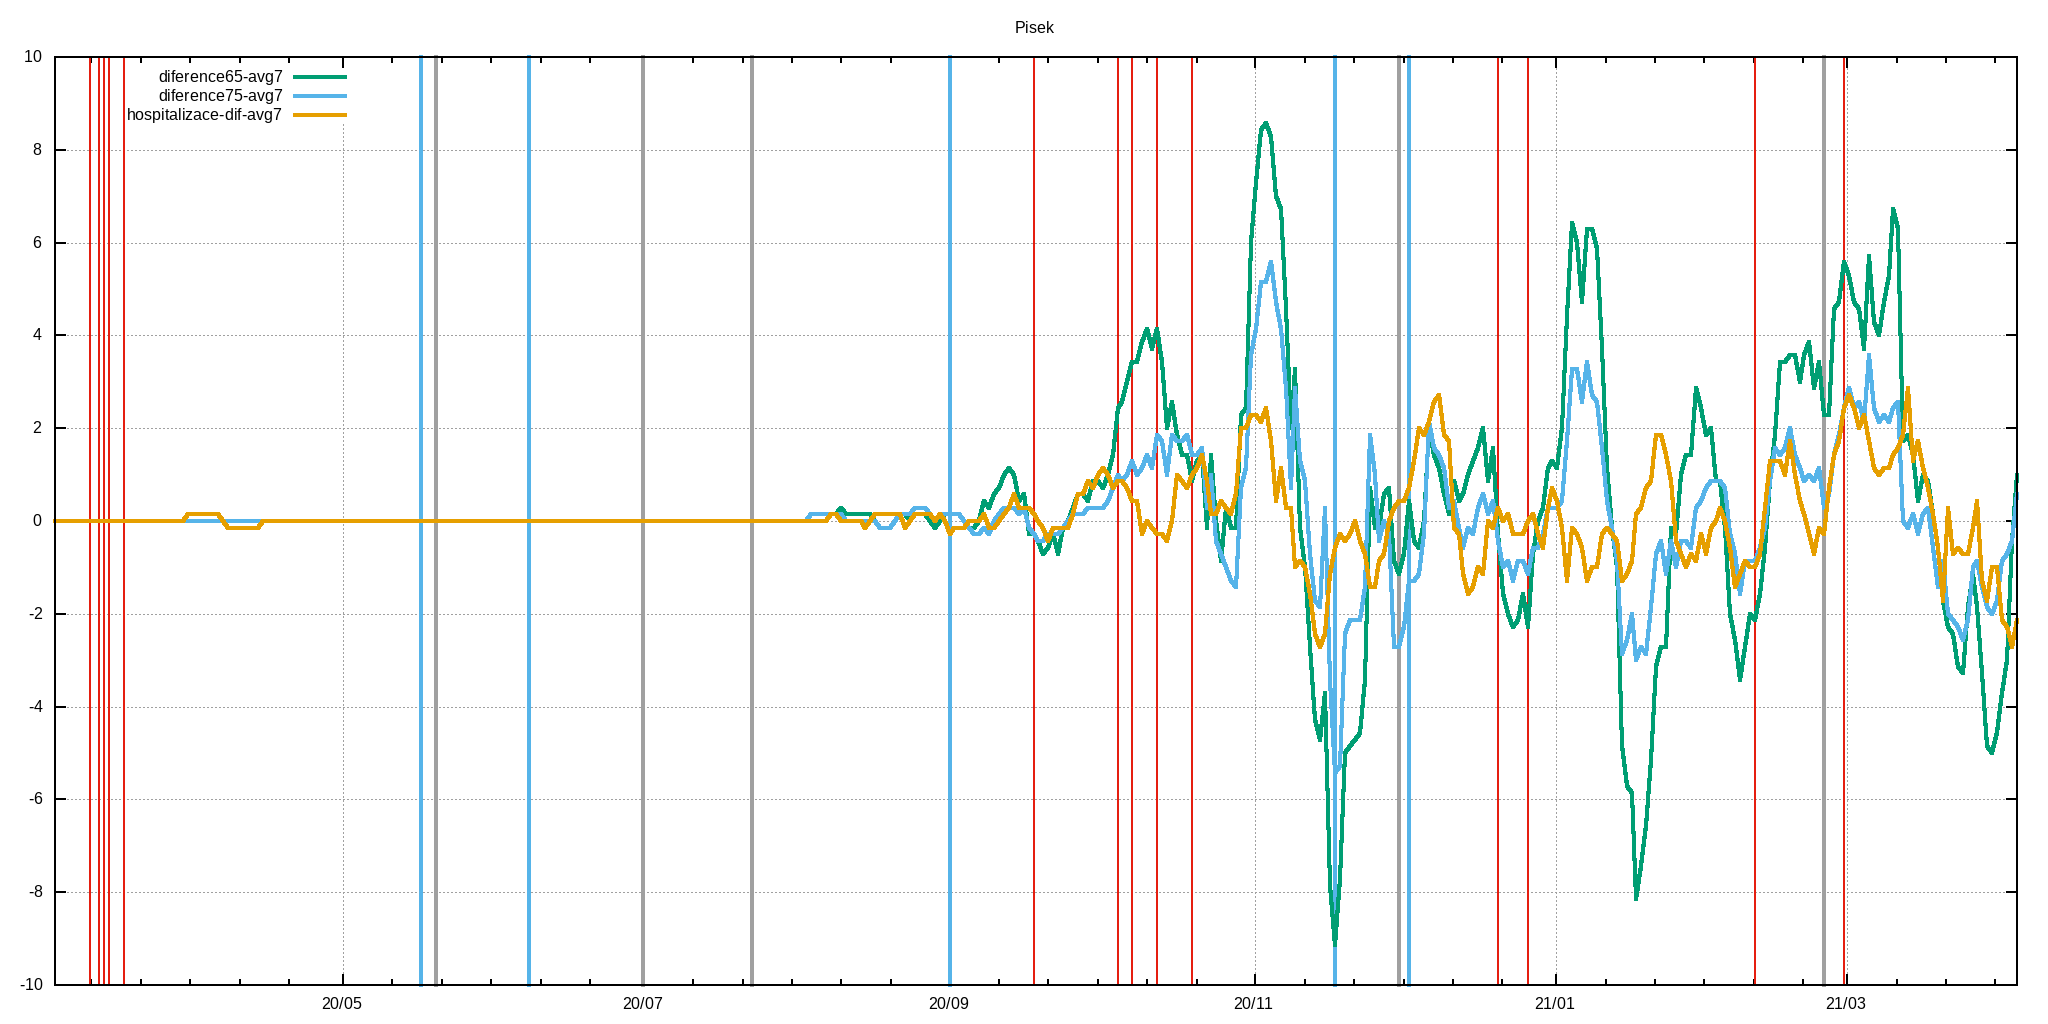 Pisek
10
diference65-avg7
diference75-avg7
hospitalizace-dif-avg7
8
6
4
2
0
-2
-4
-6
-8
-10
20/05 20/07 20/09 20/11 21/01 21/03